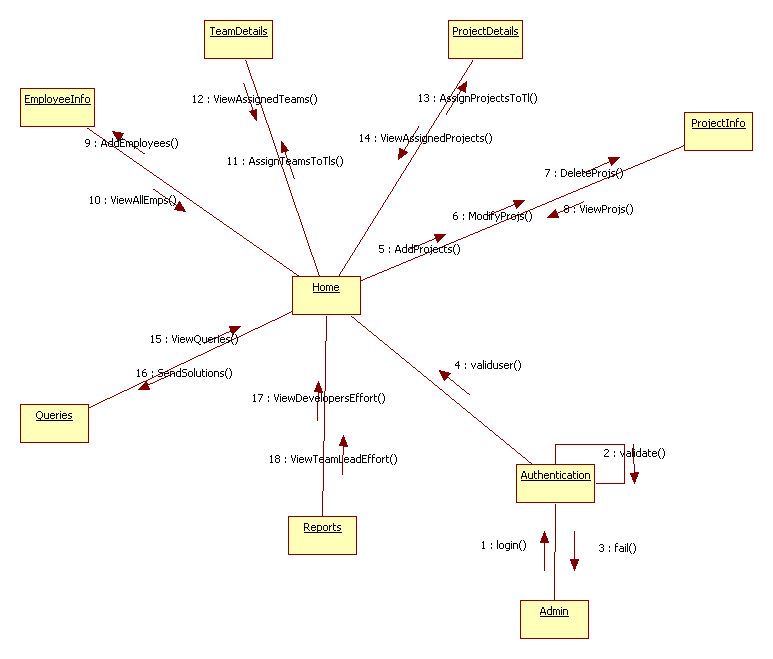 TeamDetails
ProjectDetails
EmployeeInfo
12 : ViewAssignedTeams()
13 : AssignProjectsToTl()
ProjectInfo
9 : AddEmployees()
14 : ViewAssignedProjects()
11 : AssignTeamsToTls()
7 : DeleteProjs()
10 : ViewAllEmps()
6 : ModifyProjs()
8 : ViewProjs()
5 : AddProjects()
Home
15 : ViewQueries()
16 : SendSolutions()
4 : validuser()
17 : ViewDevelopersEffort()
Queries
18 : ViewTeamLeadEffort()
2 : validate()
Authentication
Reports
1 : login()
3 : fail()
Admin